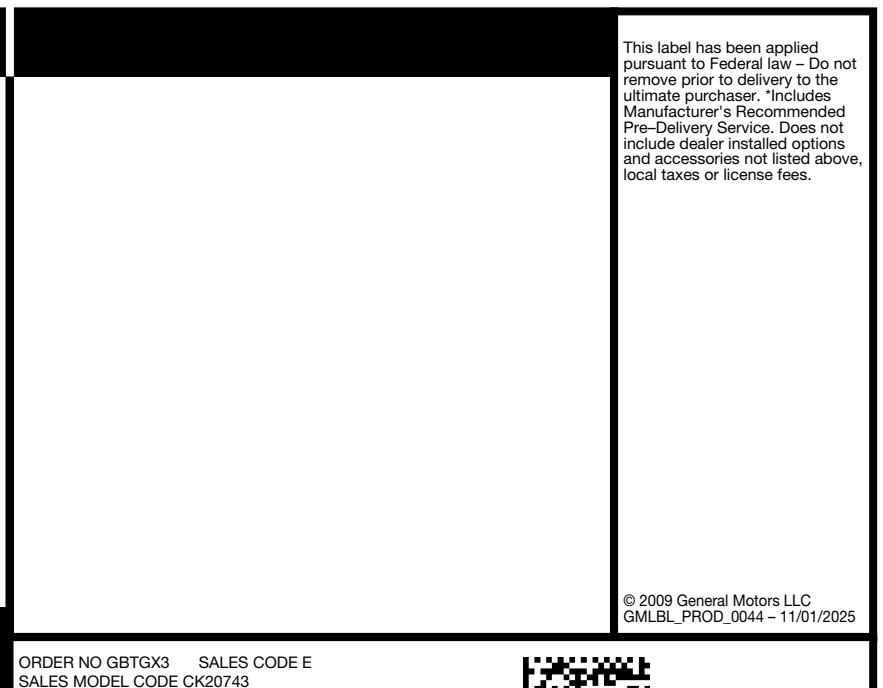 This label has been applied
pursuant to Federal law – Do not
remove prior to delivery to the
ultimate purchaser. *Includes
Manufacturer's Recommended
Pre–Delivery Service. Does not
include dealer installed options
and accessories not listed above,
local taxes or license fees.
© 2009 General Motors LLC
GMLBL_PROD_0044 – 11/01/2025
ORDER NO GBTGX3 SALES CODE E
SALES MODEL CODE CK20743